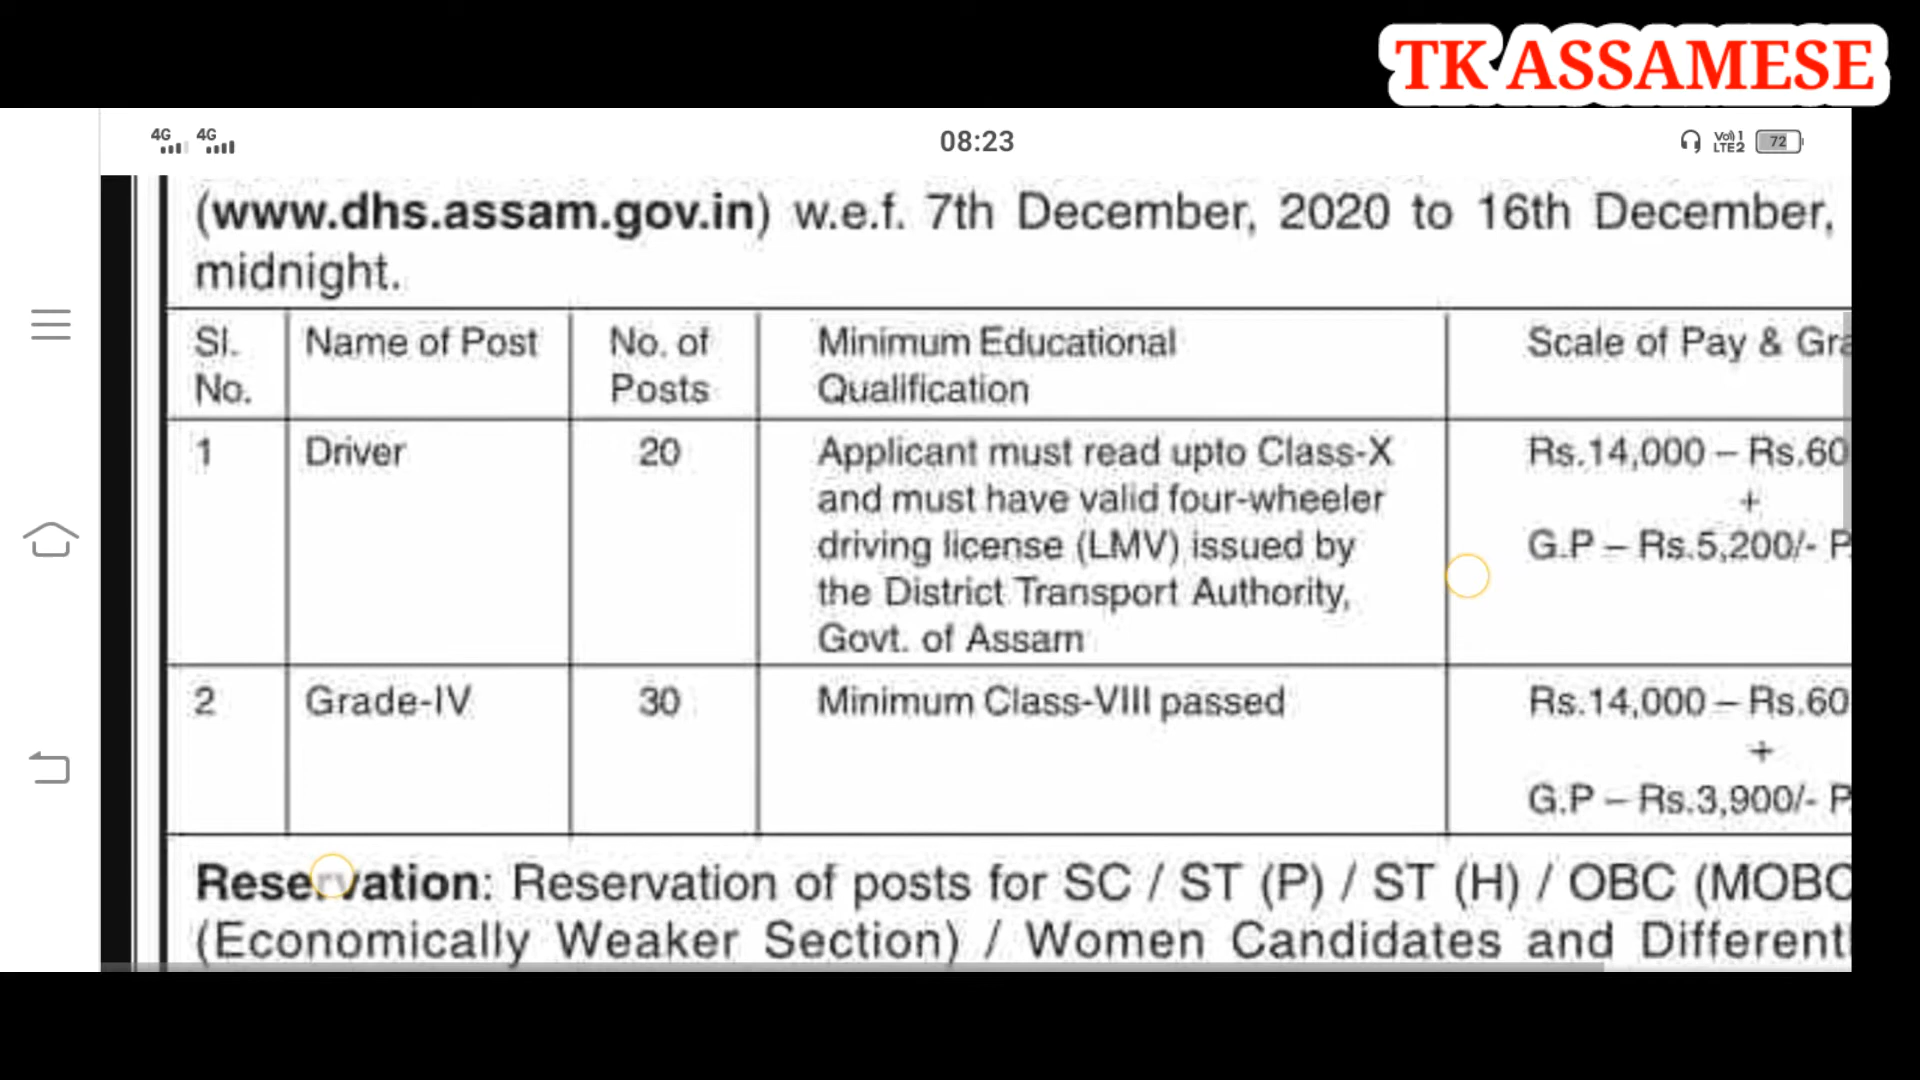 TK ASSAMESE
4G 4G 08:23 Vo)) 1 LTE2 72
(www.dhs.assam.gov.in) w.e.f. 7th December, 2020 to 16th December,
midnight.
Sl. No. Name of Post No. of Posts Minimum Educational Qualification Scale of Pay &
1 Driver 20 Applicant must read upto Class-X Rs.14,000 – Rs.60
and must have valid four-wheeler +
driving license (LMV) issued by G.P – Rs.5,200/- P
the District Transport Authority,
Govt. of Assam
2 Grade-IV 30 Minimum Class-VIII passed Rs.14,000 – Rs.60
+
G.P – Rs.3,900/- P
Reservation: Reservation of posts for SC / ST (P) / ST (H) / OBC (MOBC
(Economically Weaker Section) / Women Candidates and Different